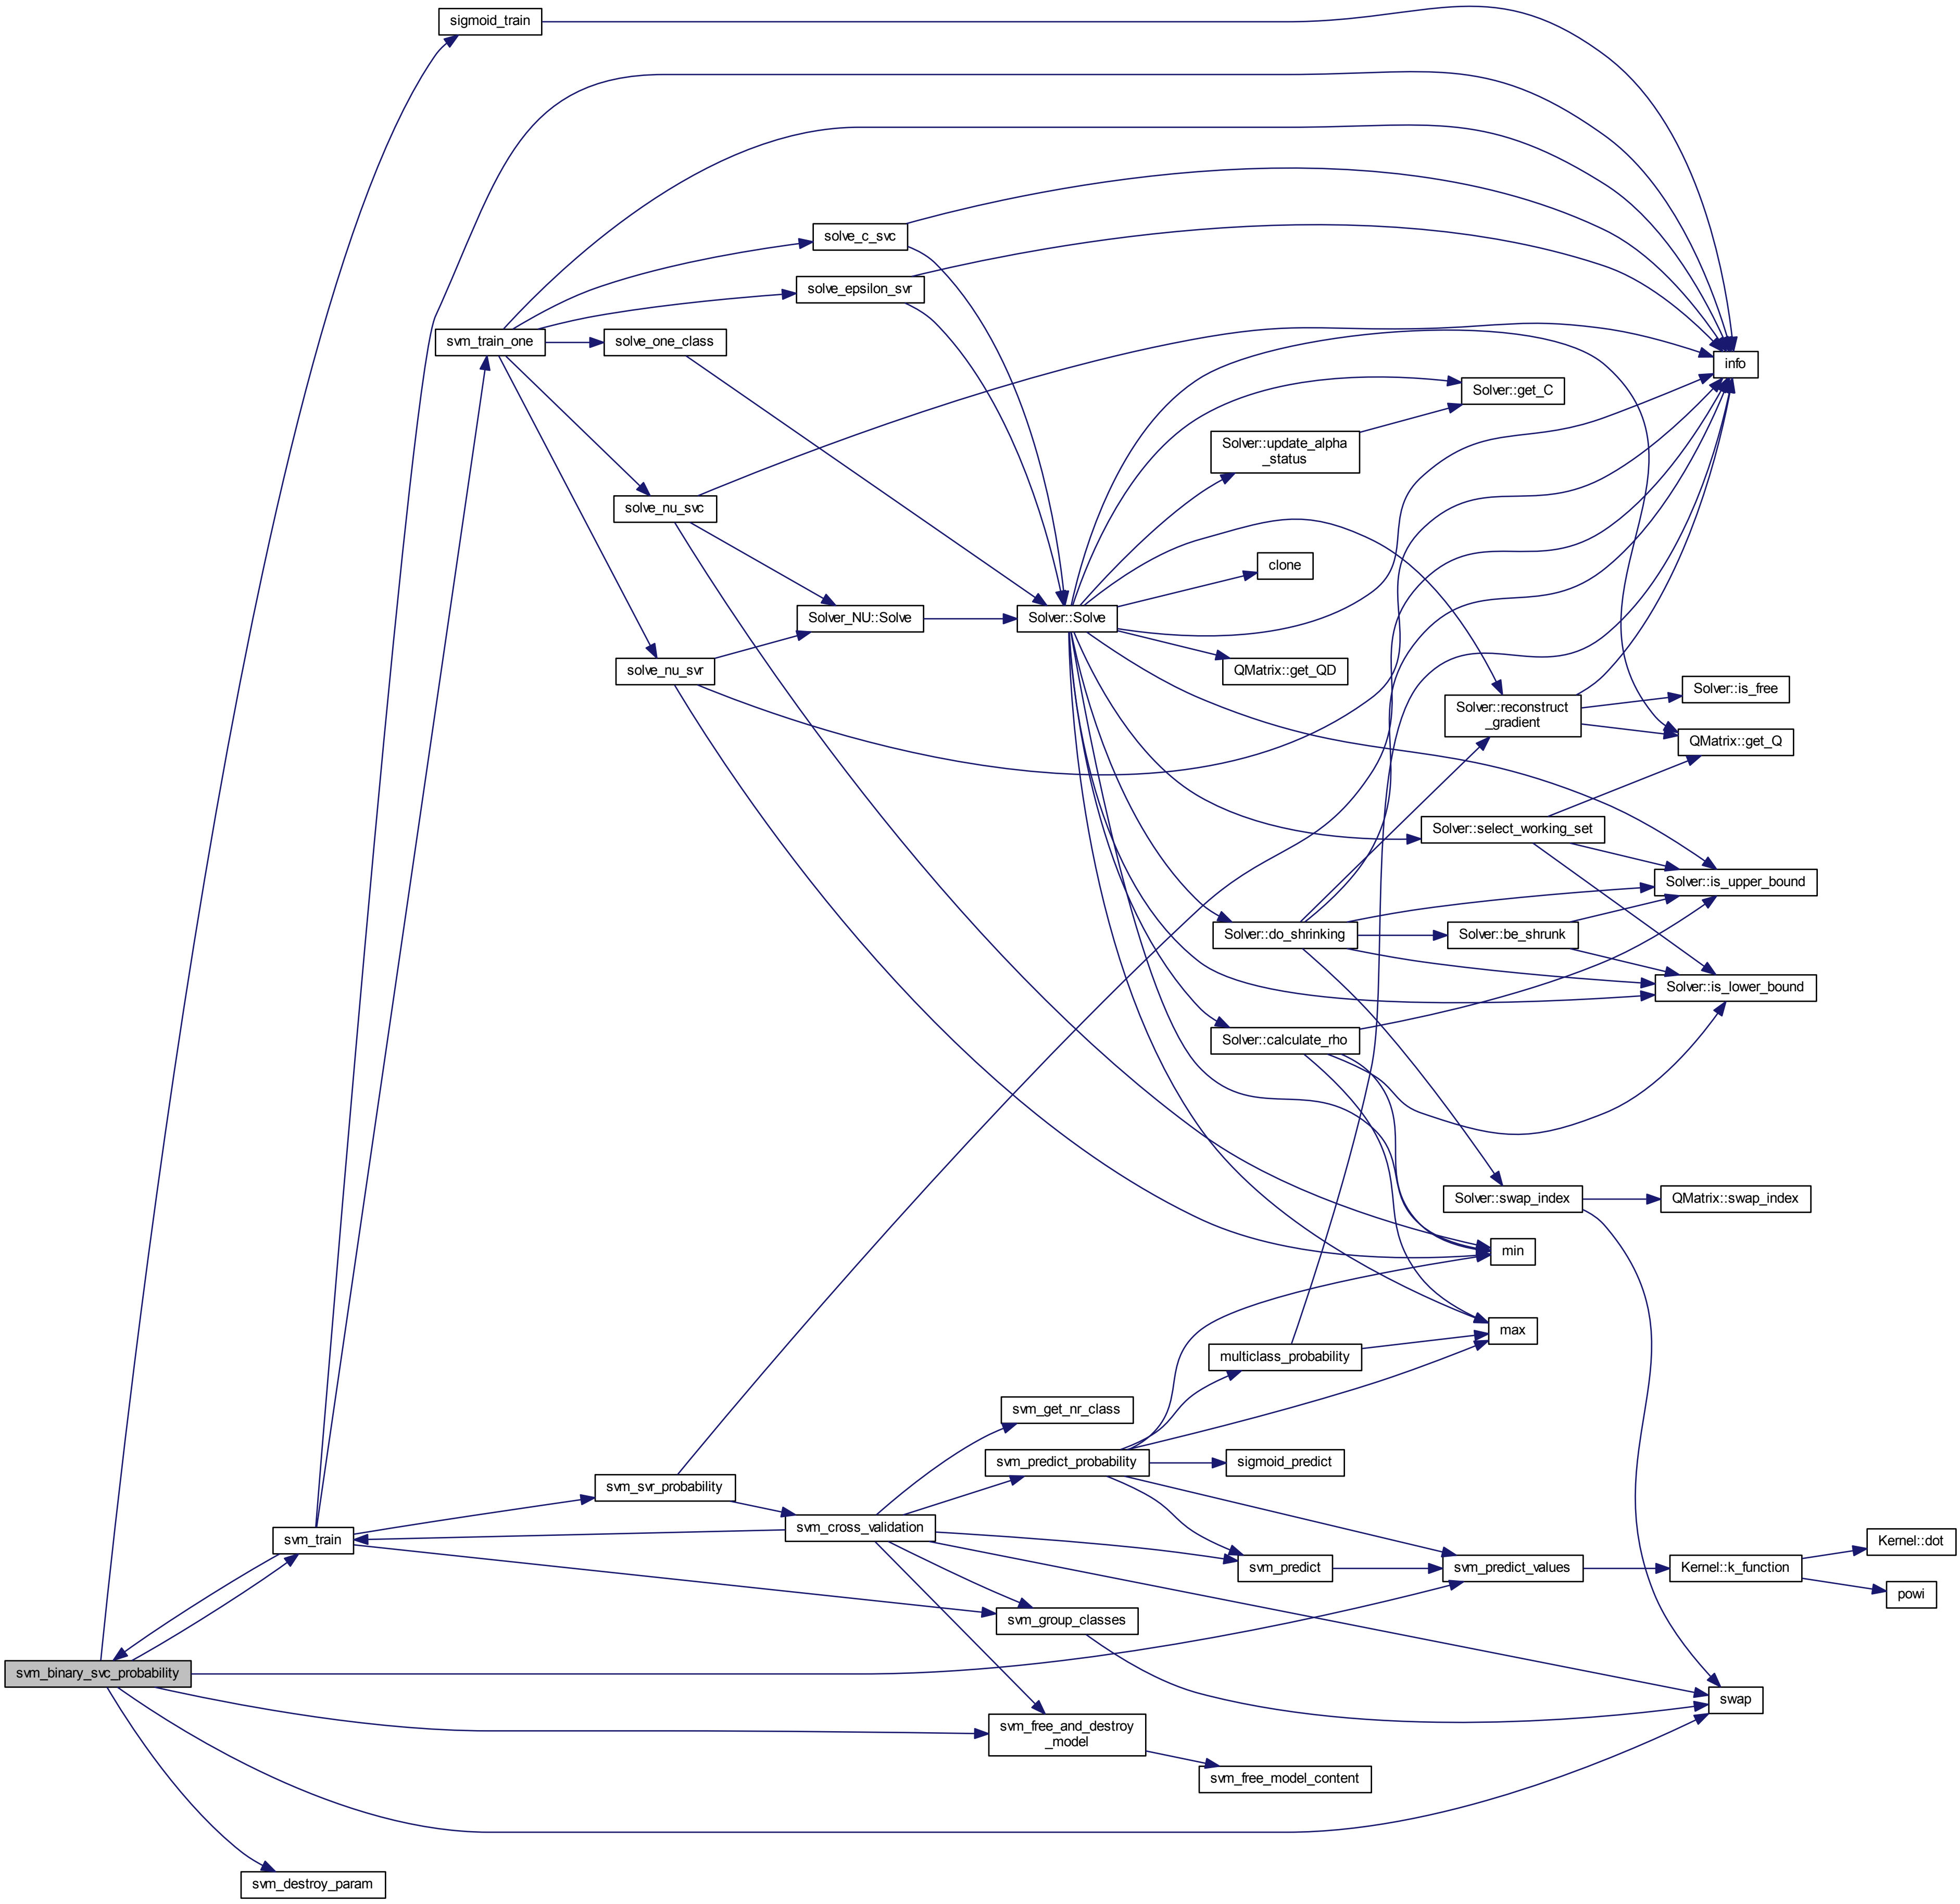 sigmoid_train
solve_c_svc
solve_epsilon_svr
svm_train_one
solve_one_class
info
Solver::get_C
Solver::update_alpha
_status
solve_nu_svc
clone
Solver_NU::Solve
Solver::Solve
solve_nu_svr
QMatrix::get_QD
Solver::is_free
Solver::reconstruct
_gradient
QMatrix::get_Q
Solver::select_working_set
Solver::is_upper_bound
Solver::do_shrinking
Solver::be_shrunk
Solver::is_lower_bound
Solver::calculate_rho
Solver::swap_index
QMatrix::swap_index
min
max
multiclass_probability
svm_get_nr_class
svm_predict_probability
sigmoid_predict
svm_svr_probability
svm_cross_validation
svm_train
Kernel::dot
svm_predict
svm_predict_values
Kernel::k_function
powi
svm_group_classes
svm_binary_svc_probability
swap
svm_free_and_destroy
_model
svm_free_model_content
svm_destroy_param